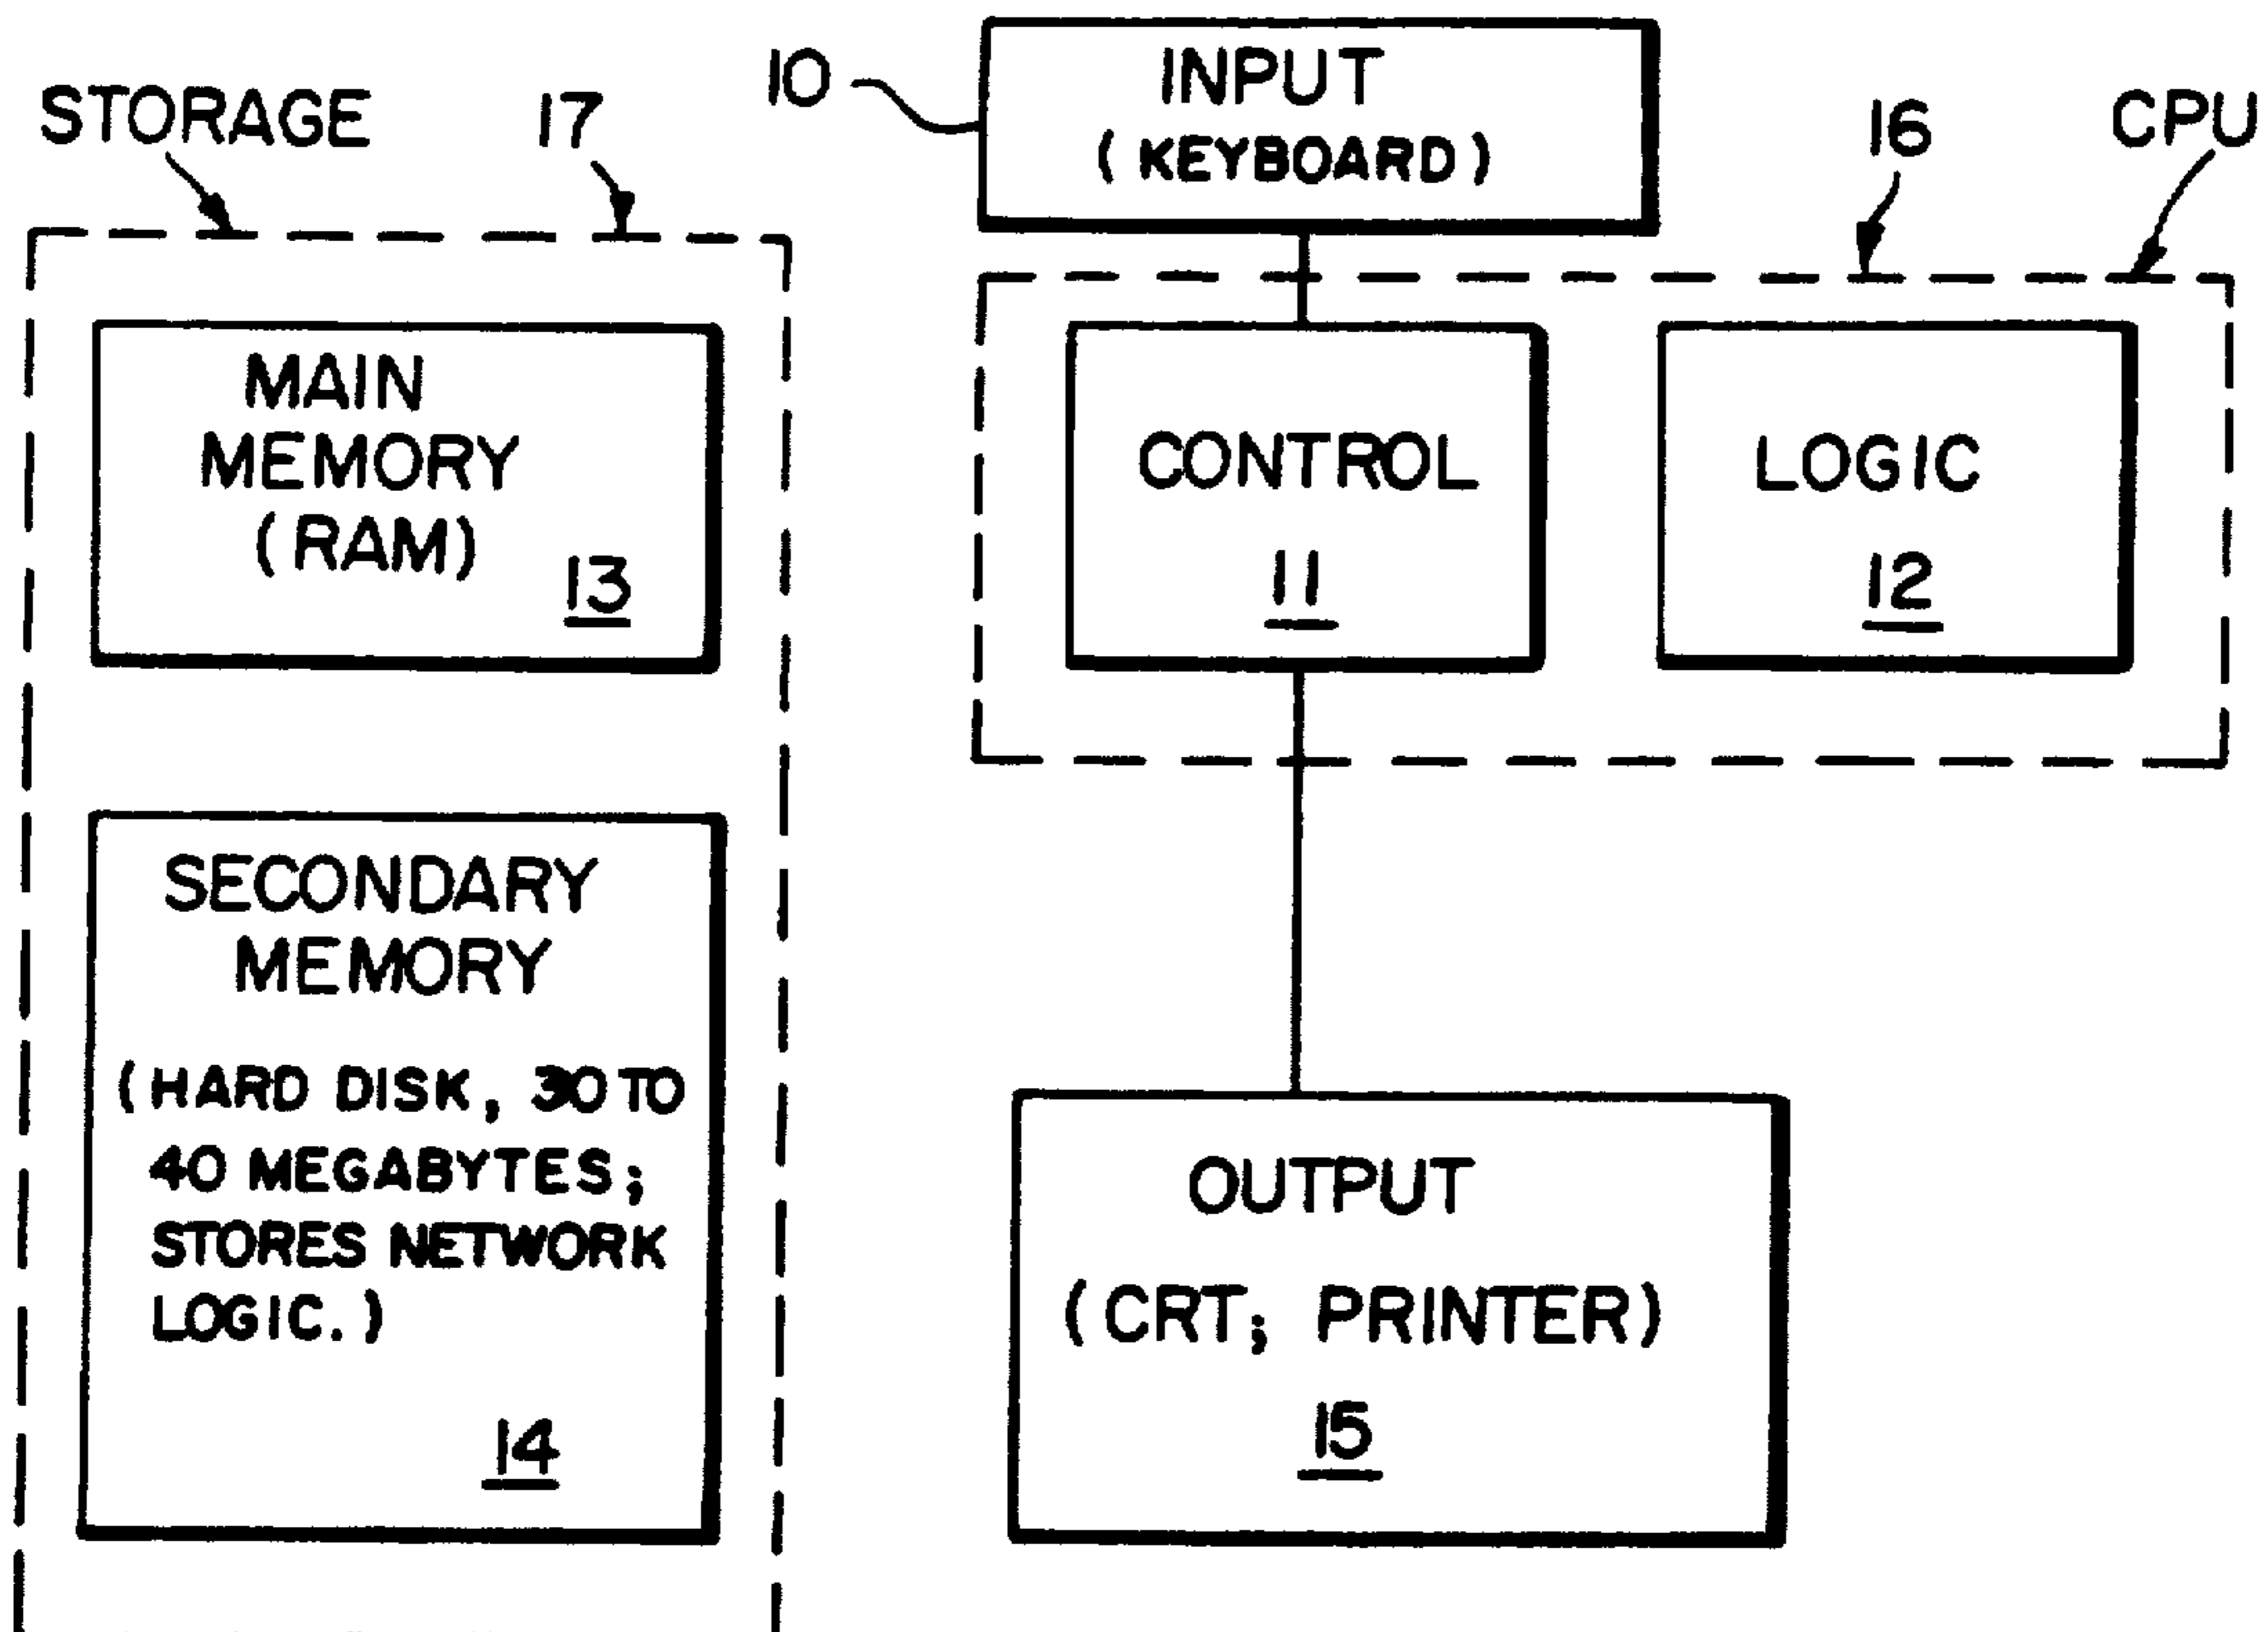 STORAGE
17
MAIN
MEMORY
(RAM)
13
SECONDARY
MEMORY
(HARD DISK, 30 TO
40 MEGABYTES;
STORES NETWORK
LOGIC.)
14
10
INPUT
(KEYBOARD)
16
CPU
CONTROL
11
LOGIC
12
OUTPUT
(CRT; PRINTER)
15